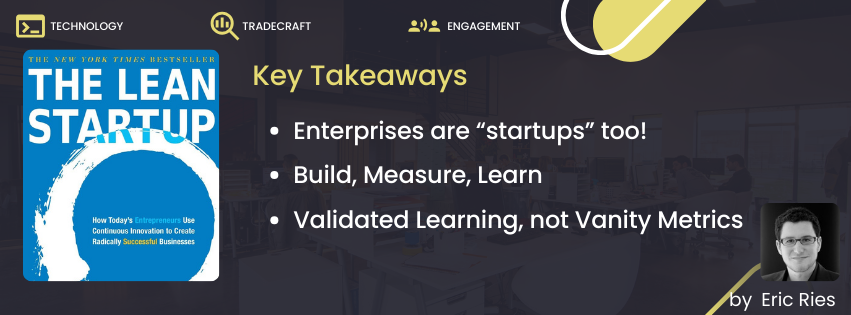 TECHNOLOGY
TRADECRAFT
ENGAGEMENT
THE NEW YORK TIMES BESTSELLER
THE LEAN
STARTUP
How Today's Entrepreneurs Use
Continuous Innovation to Create
Radically Successful Businesses
Key Takeaways
• Enterprises are “startups” too!
• Build, Measure, Learn
• Validated Learning, not Vanity Metrics
by Eric Ries